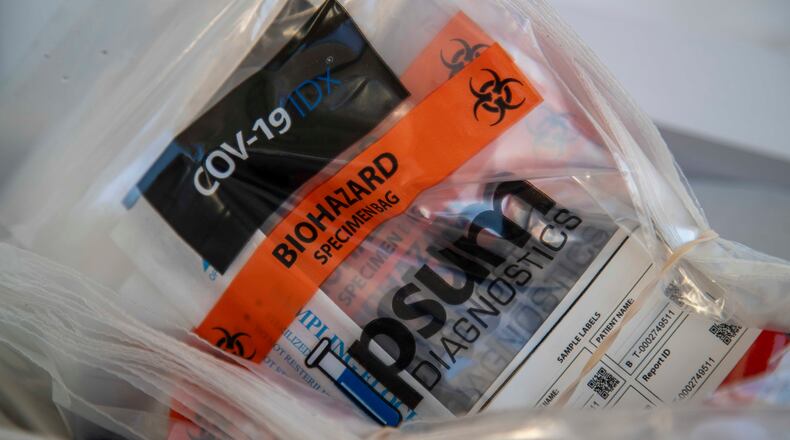 COV-19 IDx®
BIOHAZARD
SPECIMEN BAG
ipsum
DIAGNOSTICS
SAMPLE LABELS
PATIENT NAME:
B T-0002749511
Report ID
-0002749511